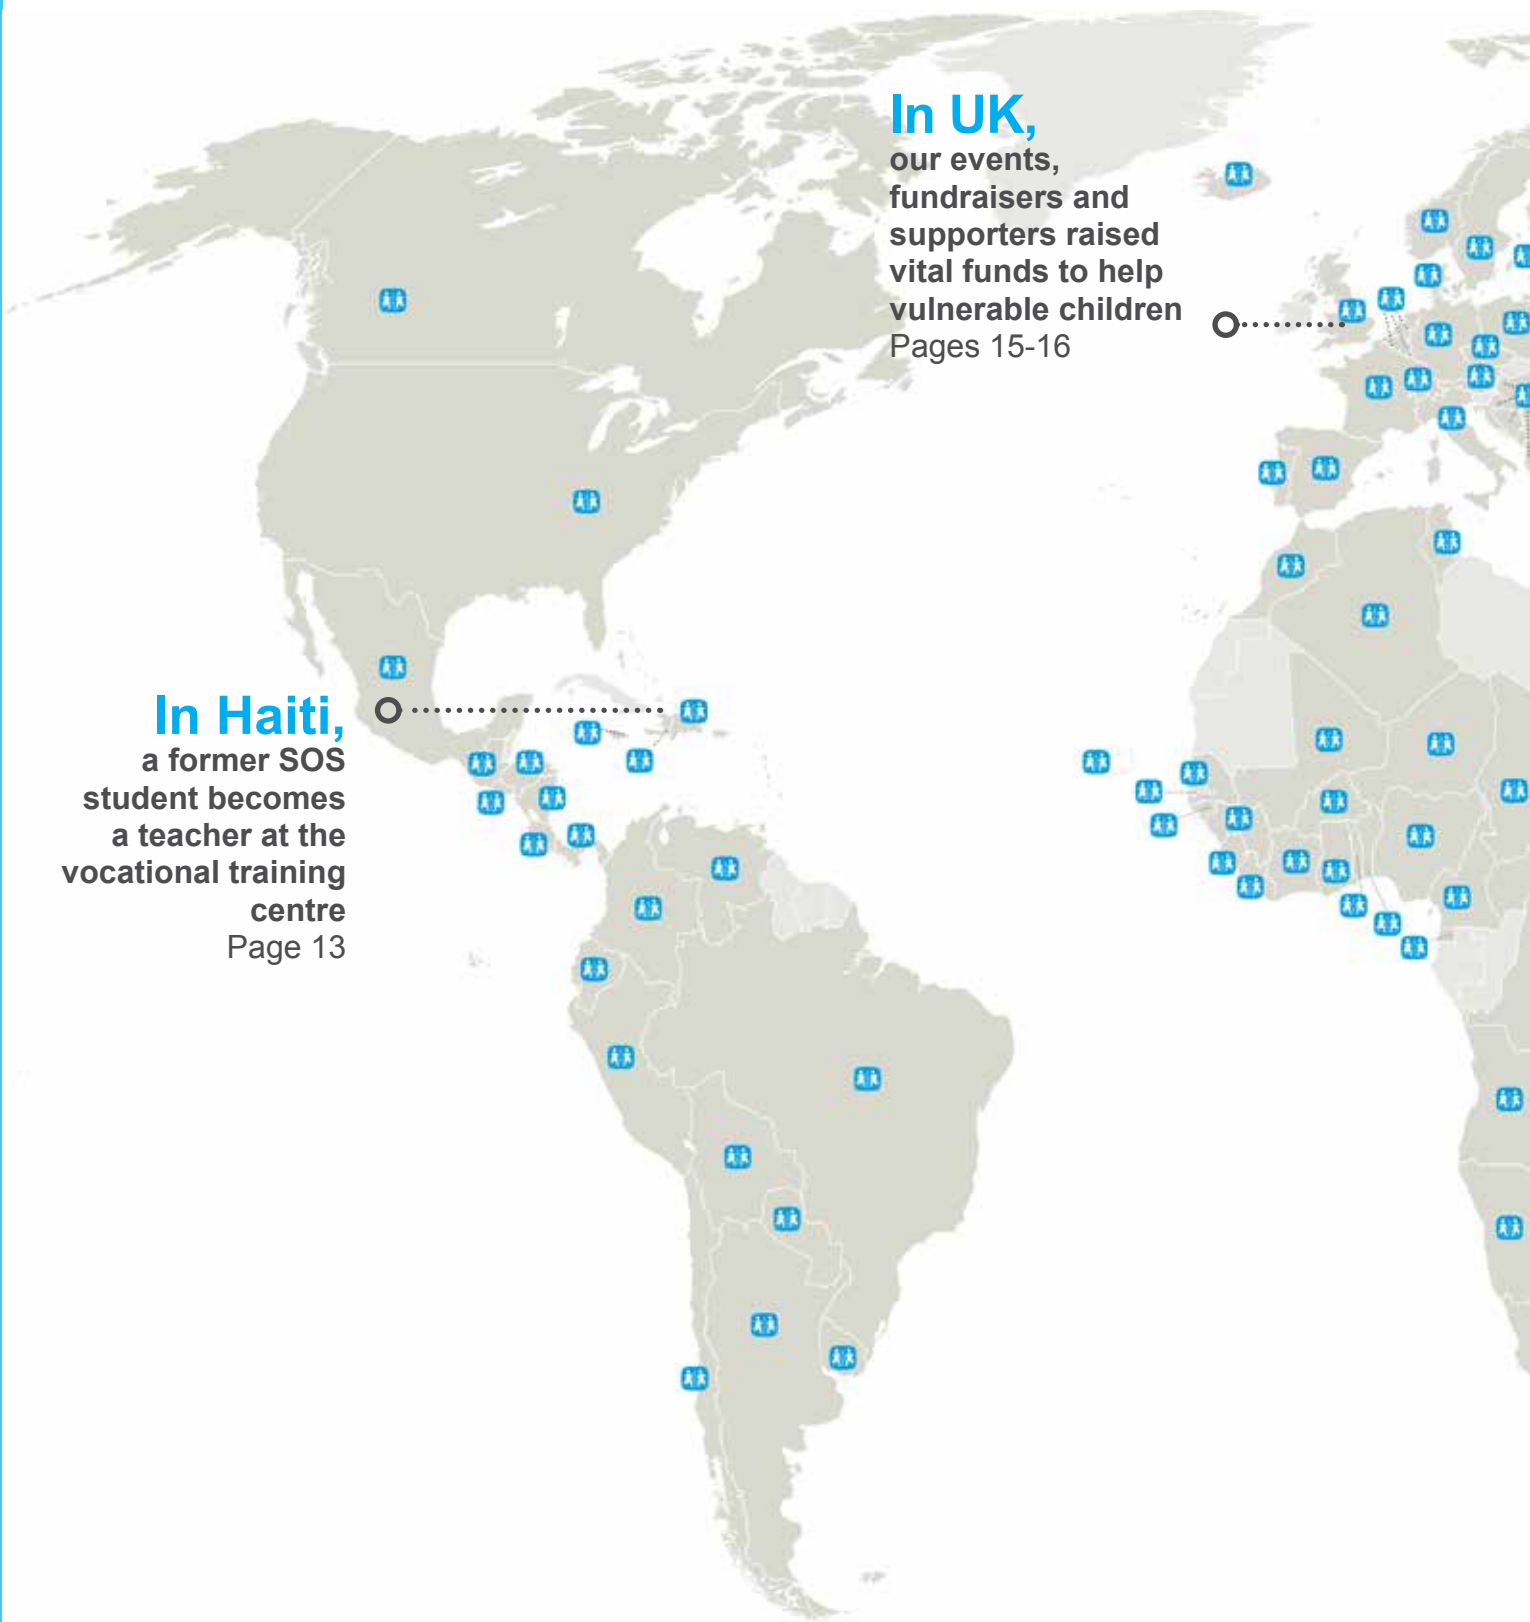 In UK,
our events,
fundraisers and
supporters raised
vital funds to help
vulnerable children
Pages 15-16
In Haiti,
a former SOS
student becomes
a teacher at the
vocational training
centre
Page 13